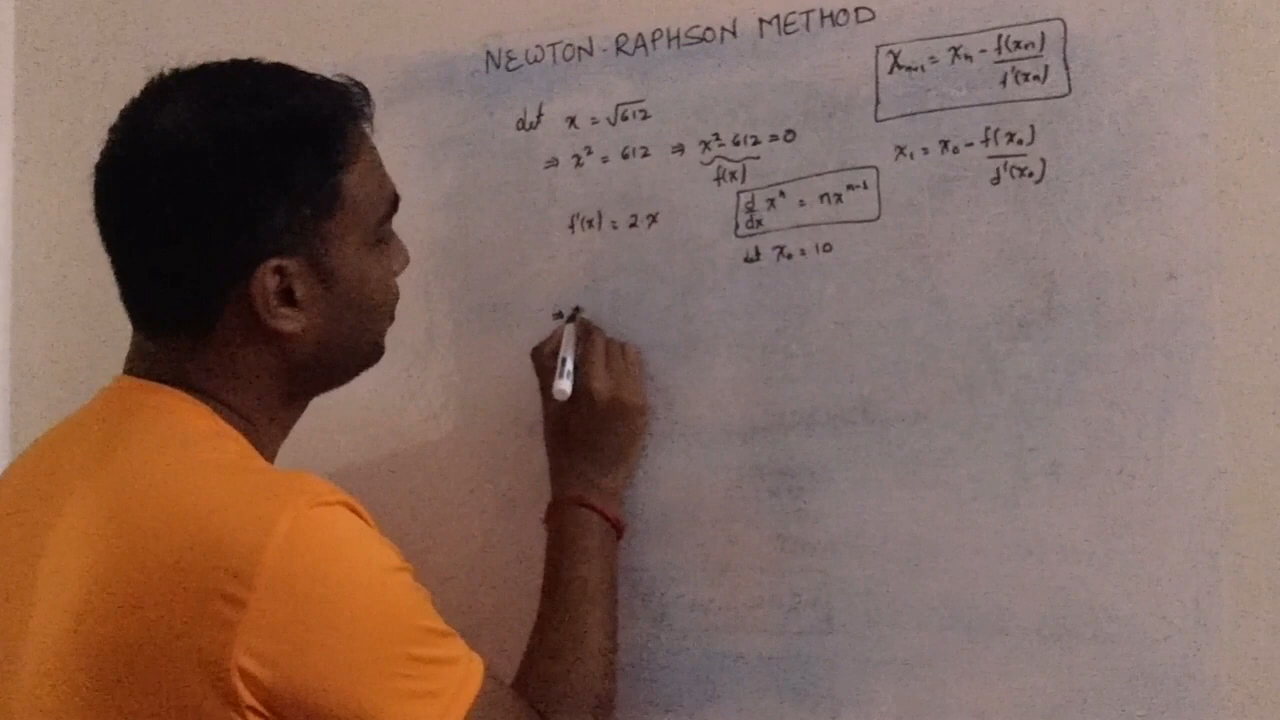 NEWTON-RAPHSON METHOD
xₙ₊₁ = xₙ - f(xₙ)/f'(xₙ)
Let x = √612
⇒ x² = 612 ⇒ x² - 612 = 0
f(x)
x₁ = x₀ - f(x₀)/f'(x₀)
f'(x) = 2x
d/dx xⁿ = nxⁿ⁻¹
Let x₀ = 10
⇒